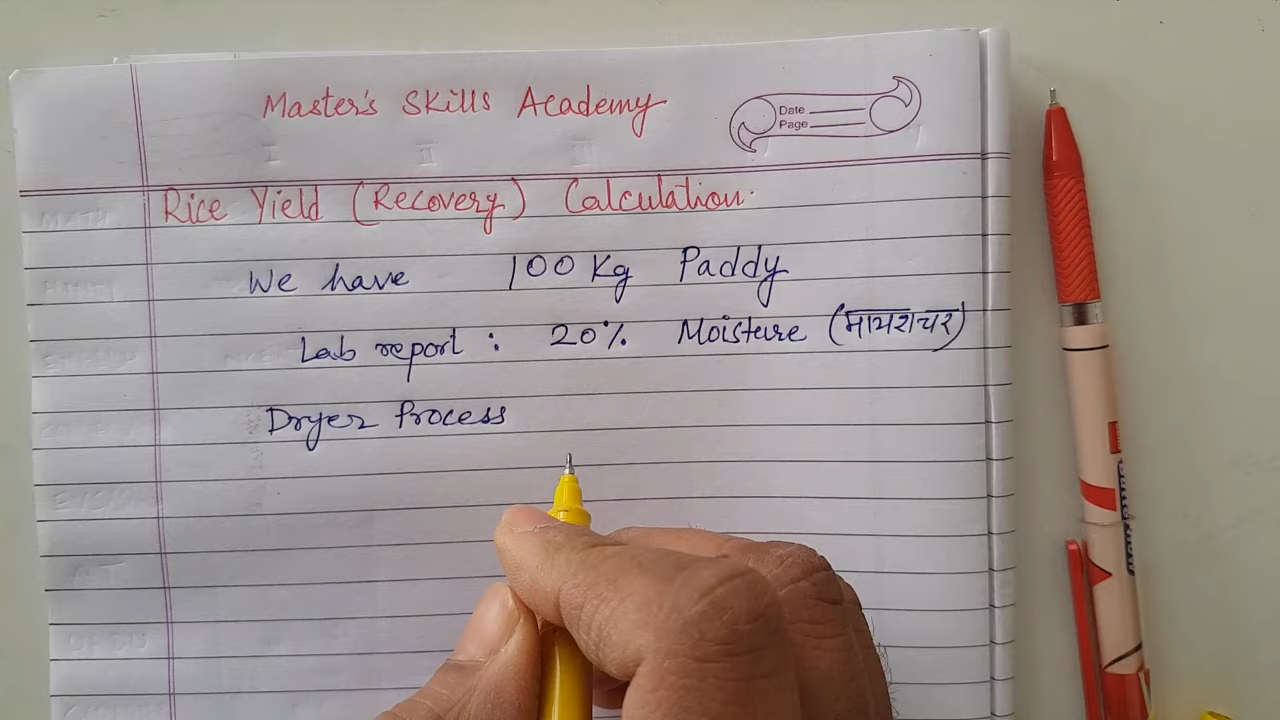 Master's Skills Academy
Date
Page
Rice Yield (Recovery) Calculation.
We have 100 Kg Paddy
Lab report : 20% Moisture (मायशचर)
Dryer Process